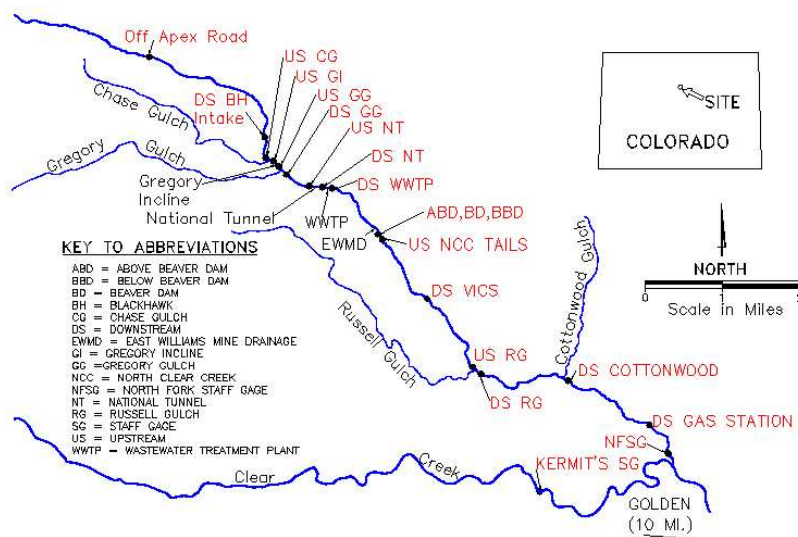 Off Apex Road
US CG
US GI
US GG
DS GG
US NT
DS BH
Intake
Chase Gulch
Gregory Gulch
DS NT
DS WWTP
Gregory
Incline
National Tunnel
WWTP
EWMD
ABD,BD,BBD
US NCC TAILS
SITE
COLORADO
NORTH
0 1 2
Scale in Miles
KEY TO ABBREVIATIONS
ABD = ABOVE BEAVER DAM
BBD = BELOW BEAVER DAM
BD – BEAVER DAM
BH = BLACKHAWK
CG = CHASE GULCH
DS = DOWNSTREAM
EWMD = EAST WILLIAMS MINE DRAINAGE
GI = GREGORY INCLINE
GG =GREGORY GULCH
NCC = NORTH CLEAR CREEK
NFSG = NORTH FORK STAFF GAGE
NT = NATIONAL TUNNEL
RG = RUSSELL GULCH
SG = STAFF GAGE
US = UPSTREAM
WWTP – WASTEWATER TREATMENT PLANT
DS VICS
Russell Gulch
Cottonwood Gulch
US RG
DS RG
DS COTTONWOOD
DS GAS STATION
NFSG
KERMIT'S SG
Clear Creek
GOLDEN
(10 MI.)